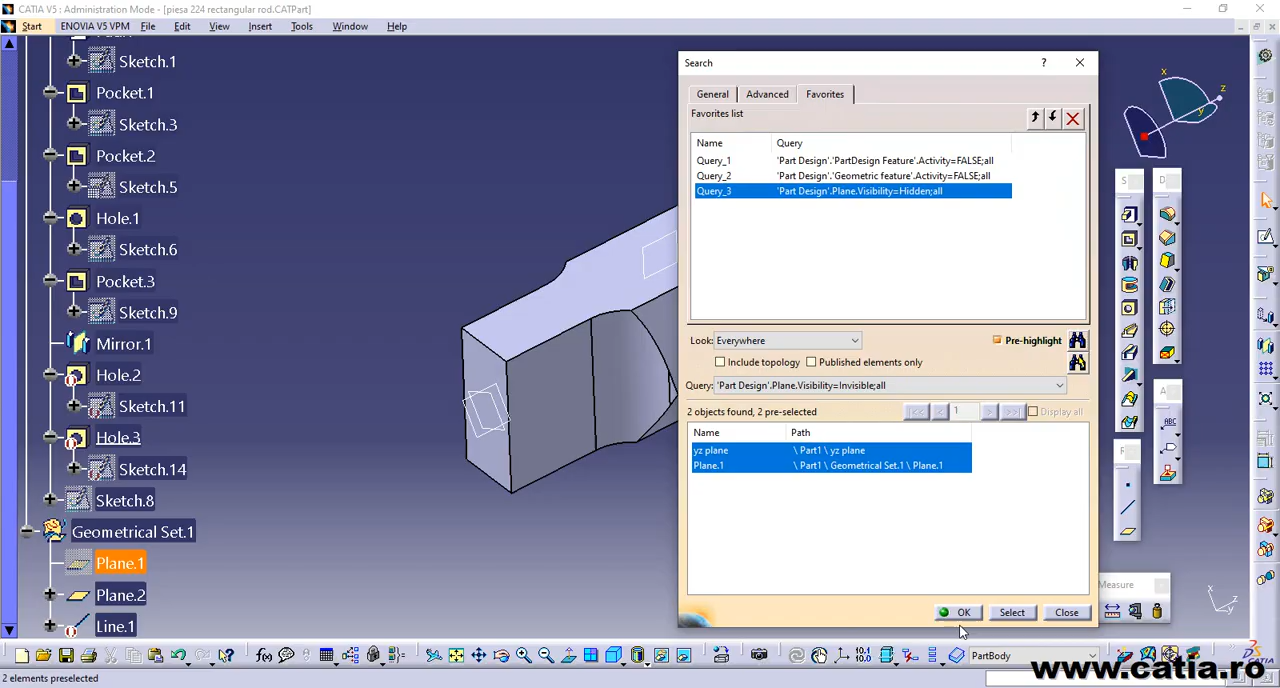 CATIA V5 : Administration Mode - [piesa 224 rectangular rod.CATPart]
Start ENOVIA V5 VPM File Edit View Insert Tools Window Help
Sketch.1
Pocket.1
Sketch.3
Pocket.2
Sketch.5
Hole.1
Sketch.6
Pocket.3
Sketch.9
Mirror.1
Hole.2
Sketch.11
Hole.3
Sketch.14
Sketch.8
Geometrical Set.1
Plane.1
Plane.2
Line.1
Search
?
General Advanced Favorites
Favorites list
Name Query
Query_1 'Part Design'.'PartDesign Feature'.Activity=FALSE;all
Query_2 'Part Design'.'Geometric feature'.Activity=FALSE;all
Query_3 'Part Design'.Plane.Visibility=Hidden;all
Look: Everywhere Pre-highlight
Include topology Published elements only
Query: 'Part Design'.Plane.Visibility=Invisible;all
2 objects found, 2 pre-selected |<< < 1 > >>| Display all
Name Path
yz plane \ Part1 \ yz plane
Plane.1 \ Part1 \ Geometrical Set.1 \ Plane.1
OK Select Close
x
z
y
S
D
A
ABC
Measure
x
z
y
f(x)
10.1
10.0
PartBody
2 elements preselected
www.catia.ro